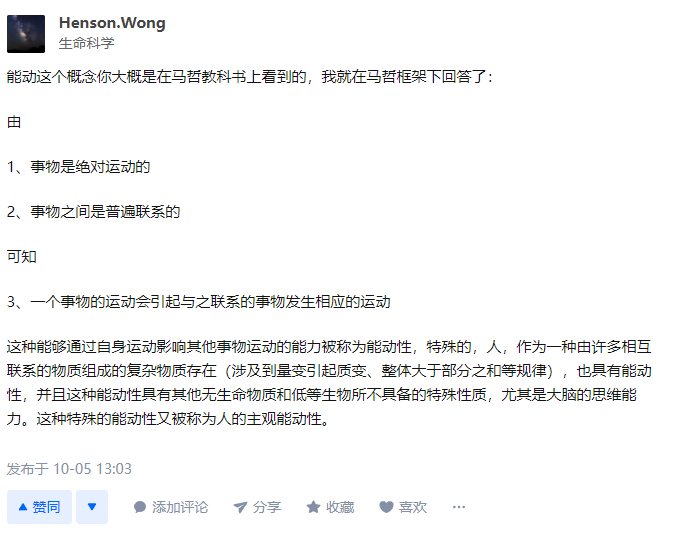 Henson.Wong
生命科学
能动这个概念你大概是在马哲教科书上看到的，我就在马哲框架下回答了：
由
1、事物是绝对运动的
2、事物之间是普遍联系的
可知
3、一个事物的运动会引起与之联系的事物发生相应的运动
这种能够通过自身运动影响其他事物运动的能力被称为能动性，特殊的，人，作为一种由许多相互
联系的物质组成的复杂物质存在（涉及到量变引起质变、整体大于部分之和等规律），也具有能动
性，并且这种能动性具有其他无生命物质和低等生物所不具备的特殊性质，尤其是大脑的思维能
力。这种特殊的能动性又被称为人的主观能动性。
发布于 10-05 13:03
赞同 添加评论 分享 收藏 喜欢 ···